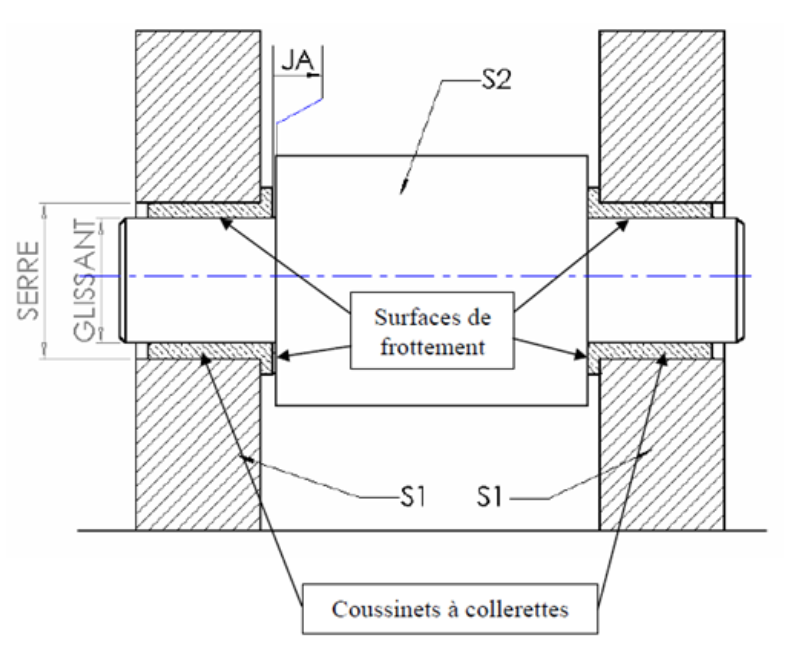 JA
S2
SERRE
GLISSANT
Surfaces de
frottement
S1
S1
Coussinets à collerettes